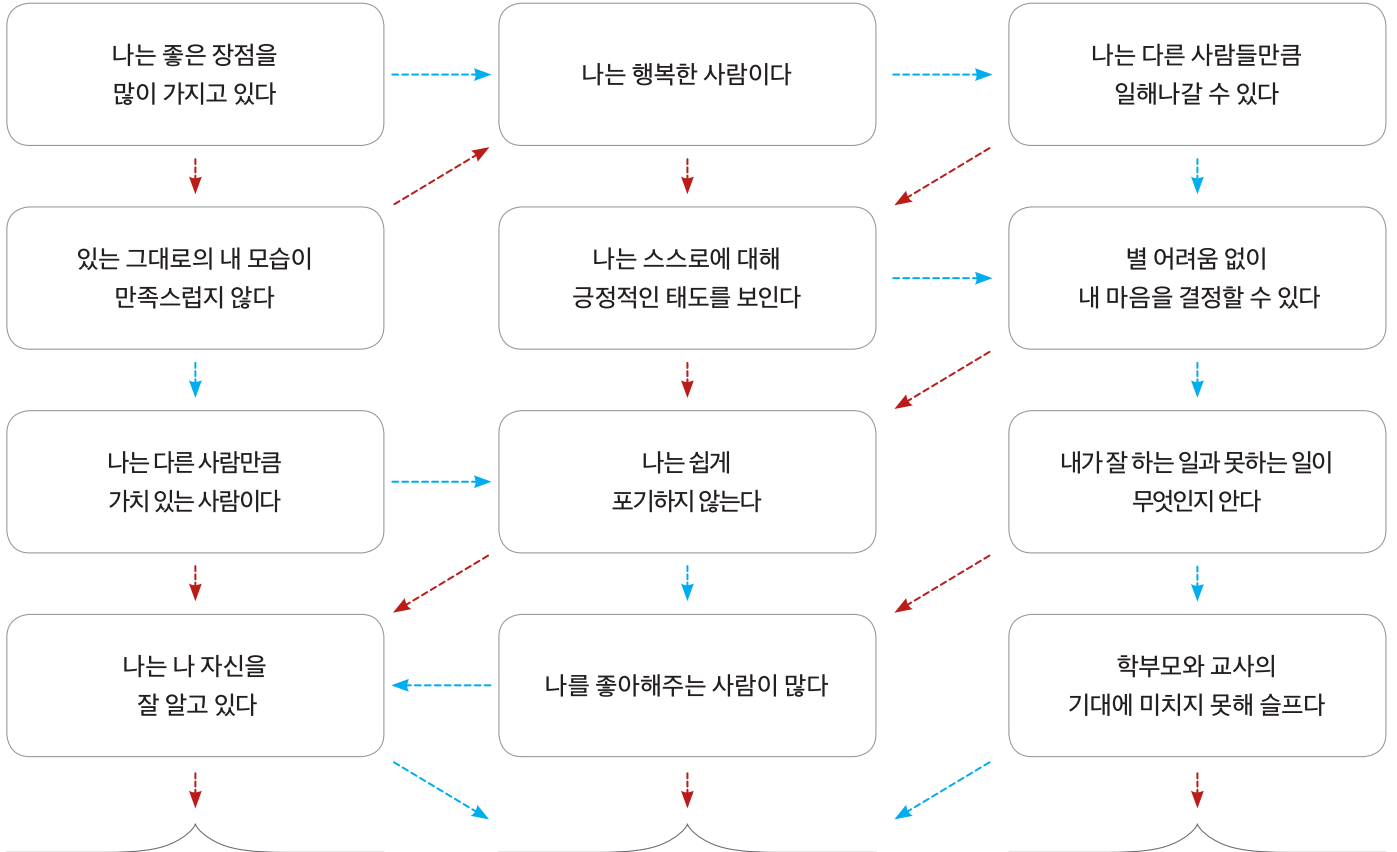 나는 좋은 장점을
많이 가지고 있다
나는 행복한 사람이다
나는 다른 사람들만큼
일해나갈 수 있다
있는 그대로의 내 모습이
만족스럽지 않다
나는 스스로에 대해
긍정적인 태도를 보인다
별 어려움 없이
내 마음을 결정할 수 있다
나는 다른 사람만큼
가치 있는 사람이다
나는 쉽게
포기하지 않는다
내가 잘 하는 일과 못하는 일이
무엇인지 안다
나는 나 자신을
잘 알고 있다
나를 좋아해주는 사람이 많다
학부모와 교사의
기대에 미치지 못해 슬프다